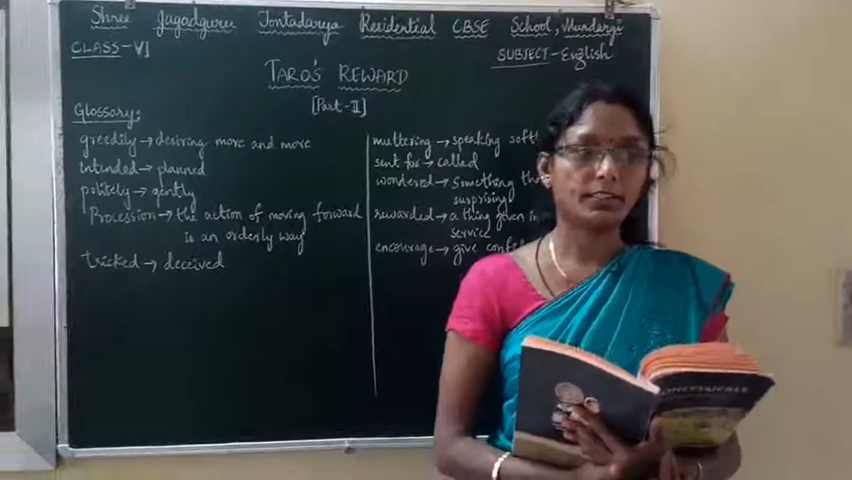 Shree Jagadguru Tontadarya Residential CBSE School, Mundargi
CLASS-VI
SUBJECT-English
TARO'S REWARD
[Part-II]
Glossary:
greedily→desiring more and more
intended→planned
politely→gently
Procession→the action of moving forward
is an orderly way
tricked→deceived
muttering→speaking
sent for→called
wondered→Something
surprising
rewarded→a thing given in
service
encourage→give
HONEYSUCKLE